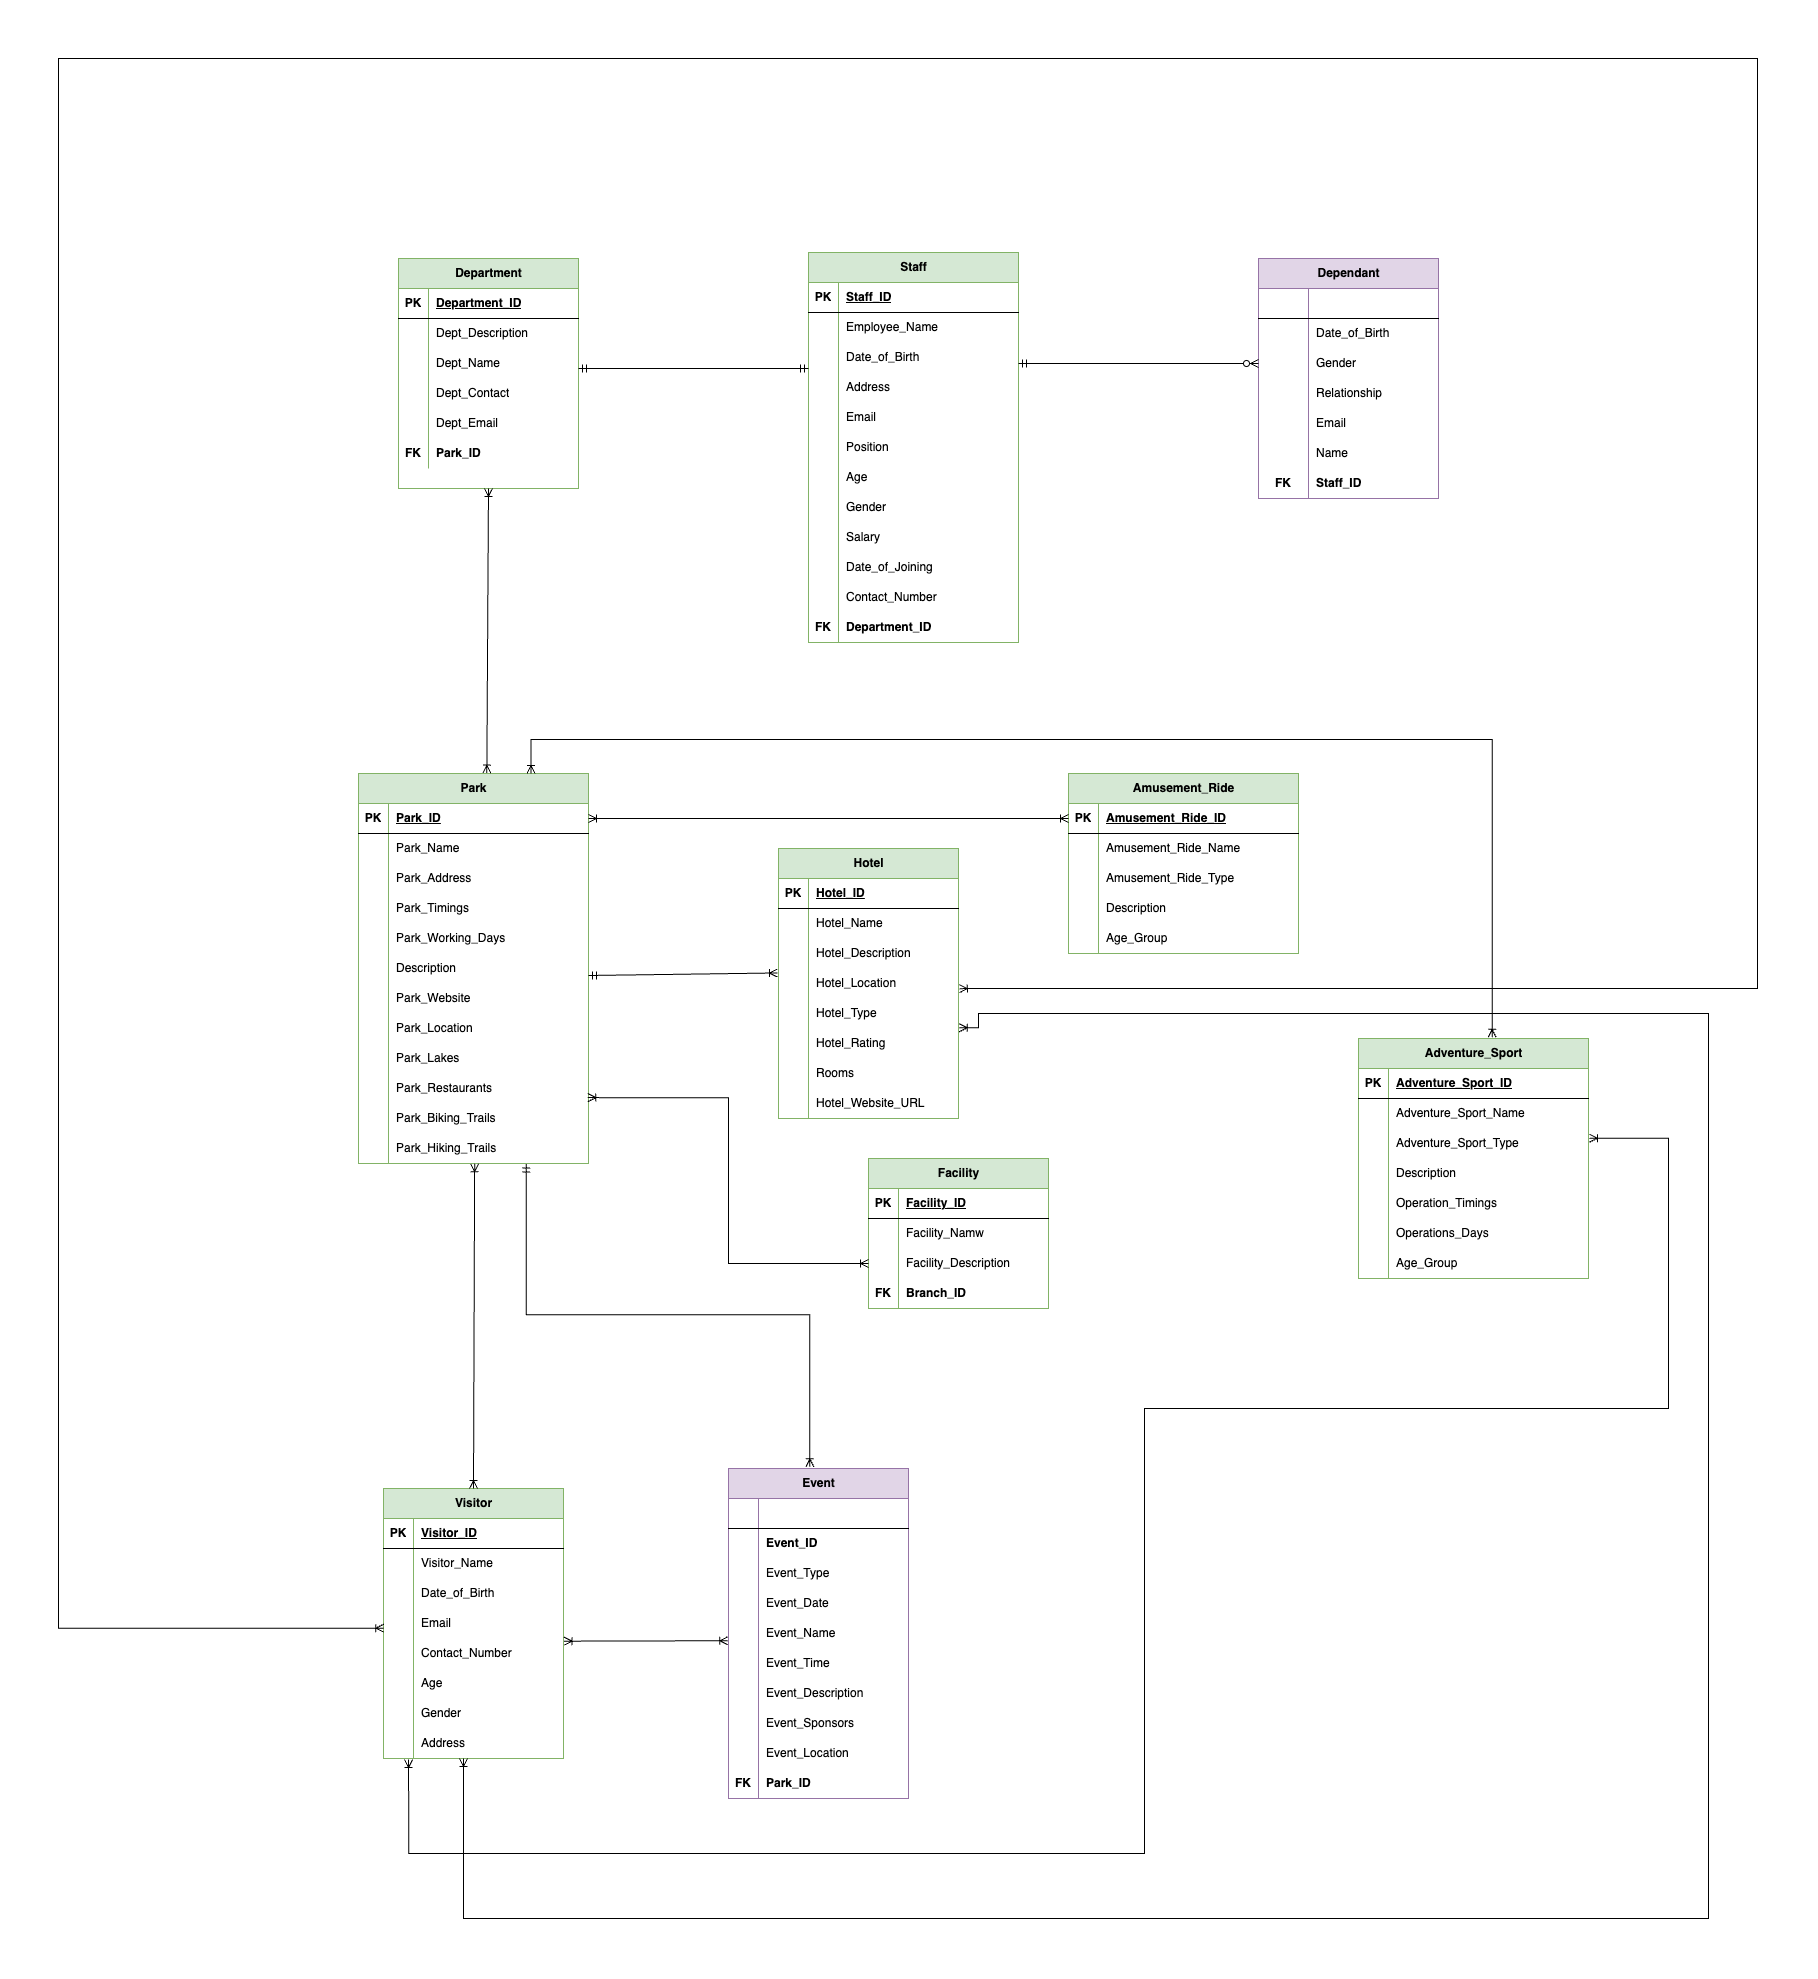 Department
PK Department_ID
Dept_Description
Dept_Name
Dept_Contact
Dept_Email
FK Park_ID
Staff
PK Staff_ID
Employee_Name
Date_of_Birth
Address
Email
Position
Age
Gender
Salary
Date_of_Joining
Contact_Number
FK Department_ID
Dependant
Date_of_Birth
Gender
Relationship
Email
Name
FK Staff_ID
Park
PK Park_ID
Park_Name
Park_Address
Park_Timings
Park_Working_Days
Description
Park_Website
Park_Location
Park_Lakes
Park_Restaurants
Park_Biking_Trails
Park_Hiking_Trails
Hotel
PK Hotel_ID
Hotel_Name
Hotel_Description
Hotel_Location
Hotel_Type
Hotel_Rating
Rooms
Hotel_Website_URL
Amusement_Ride
PK Amusement_Ride_ID
Amusement_Ride_Name
Amusement_Ride_Type
Description
Age_Group
Facility
PK Facility_ID
Facility_Namw
Facility_Description
FK Branch_ID
Adventure_Sport
PK Adventure_Sport_ID
Adventure_Sport_Name
Adventure_Sport_Type
Description
Operation_Timings
Operations_Days
Age_Group
Visitor
PK Visitor_ID
Visitor_Name
Date_of_Birth
Email
Contact_Number
Age
Gender
Address
Event
Event_ID
Event_Type
Event_Date
Event_Name
Event_Time
Event_Description
Event_Sponsors
Event_Location
FK Park_ID